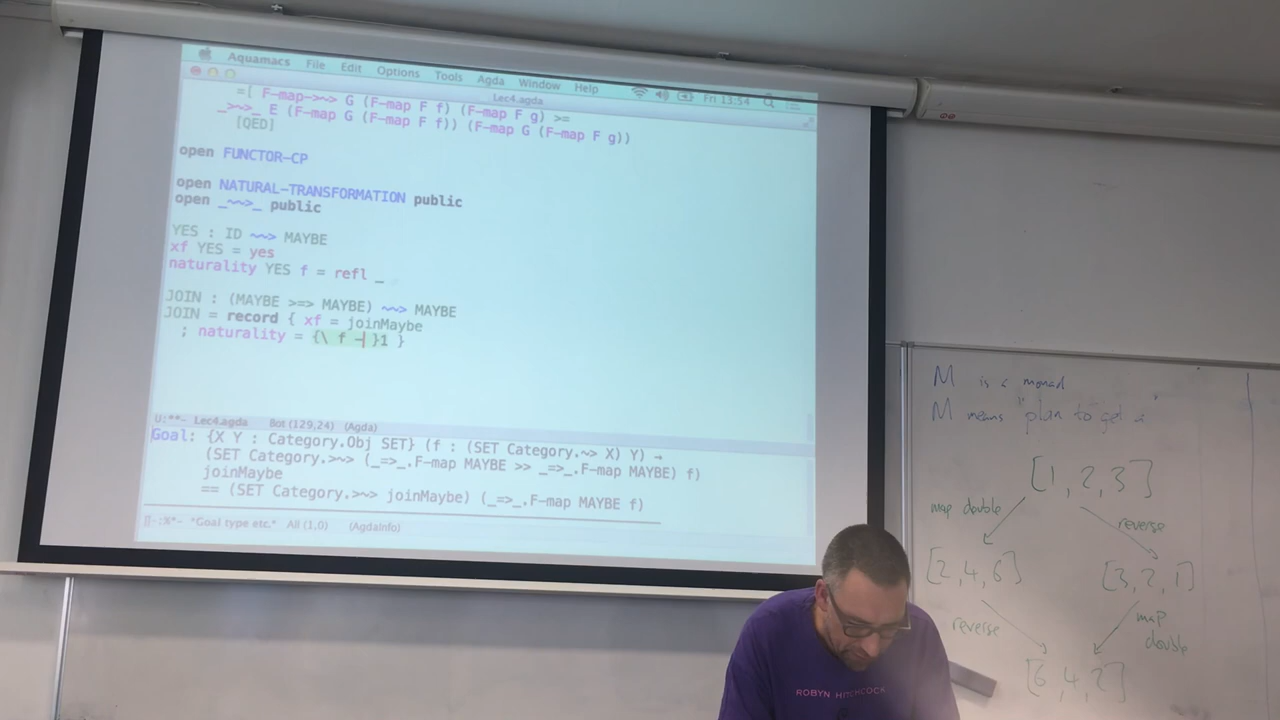 Aquamacs File Edit Options Tools Agda Window Help Fri 13:54
Lec4.agda
=[ F-map->~> G (F-map F f) (F-map F g) >=
_>~>_ E (F-map G (F-map F f)) (F-map G (F-map F g))
[QED]
open FUNCTOR-CP
open NATURAL-TRANSFORMATION public
open _~~>_ public
YES : ID ~~> MAYBE
xf YES = yes
naturality YES f = refl _
JOIN : (MAYBE >=> MAYBE) ~~> MAYBE
JOIN = record { xf = joinMaybe
; naturality = {\ f - }1 }
U:**- Lec4.agda Bot (129,24) (Agda)
Goal: {X Y : Category.Obj SET} (f : (SET Category.~> X) Y) →
(SET Category.>~> (_=>_.F-map MAYBE >> _=>_.F-map MAYBE) f)
joinMaybe
== (SET Category.>~> joinMaybe) (_=>_.F-map MAYBE f)
*Goal type etc.* All (1,0) (AgdaInfo)
M is a monad
M means "plan to get a"
[1, 2, 3]
map double
reverse
[2, 4, 6]
[3, 2, 1]
reverse
map double
[6, 4, 2]
ROBYN HITCHCOCK